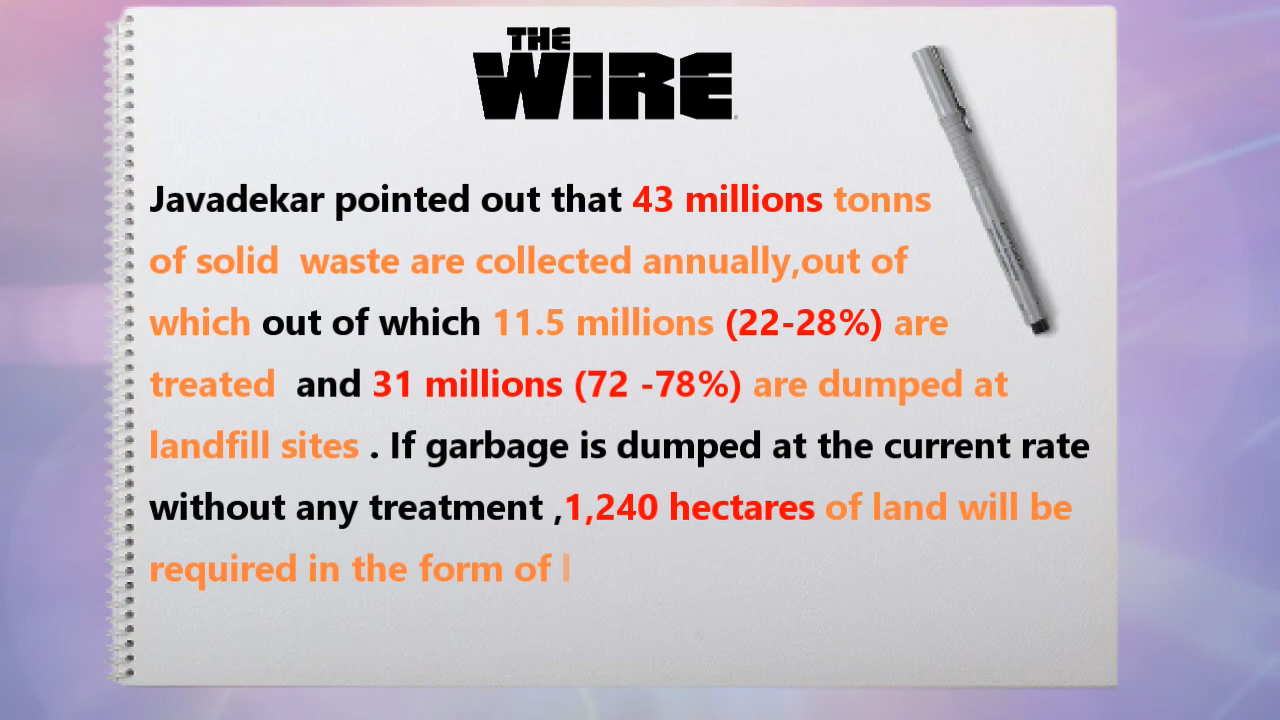 THE
WIRE
Javadekar pointed out that 43 millions tonns
of solid waste are collected annually,out of
which out of which 11.5 millions (22-28%) are
treated and 31 millions (72 -78%) are dumped at
landfill sites . If garbage is dumped at the current rate
without any treatment ,1,240 hectares of land will be
required in the form of l